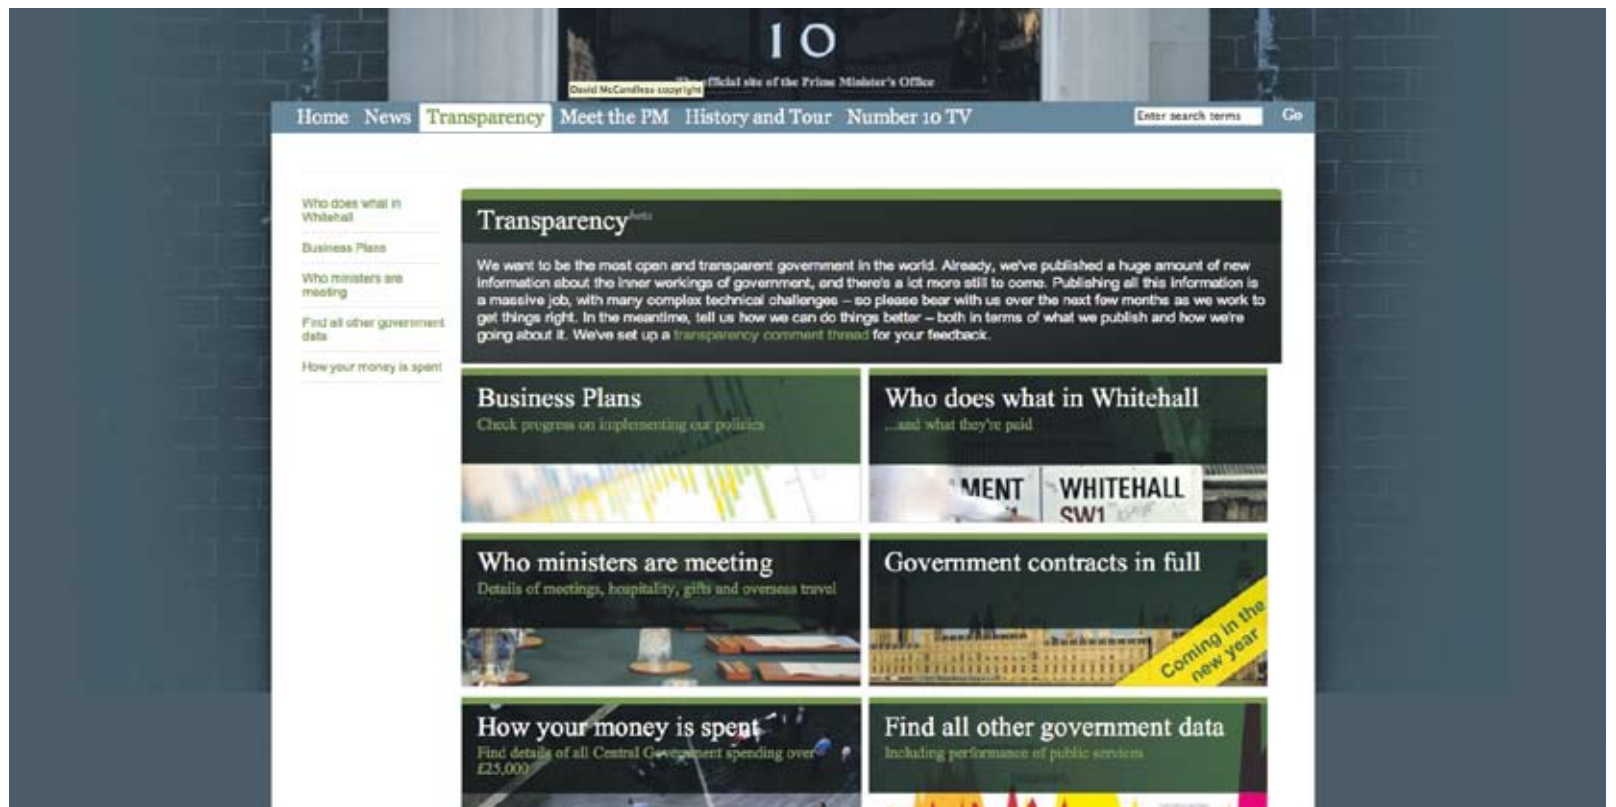 10
The official site of the Prime Minister's Office
David McCandless copyright
Home News Transparency Meet the PM History and Tour Number 10 TV
Enter search terms Go
Who does what in
Whitehall
Business Plans
Who ministers are
meeting
Find all other government
data
How your money is spent
Transparency beta
We want to be the most open and transparent government in the world. Already, we've published a huge amount of new
information about the inner workings of government, and there's a lot more still to come. Publishing all this information is
a massive job, with many complex technical challenges – so please bear with us over the next few months as we work to
get things right. In the meantime, tell us how we can do things better – both in terms of what we publish and how we're
going about it. We've set up a transparency comment thread for your feedback.
Business Plans
Check progress on implementing our policies
Who does what in Whitehall
...and what they're paid
MENT WHITEHALL
SW1
Who ministers are meeting
Details of meetings, hospitality, gifts and overseas travel
Government contracts in full
Coming in the
new year
How your money is spent
Find details of all Central Government spending over
£25,000
Find all other government data
Including performance of public services